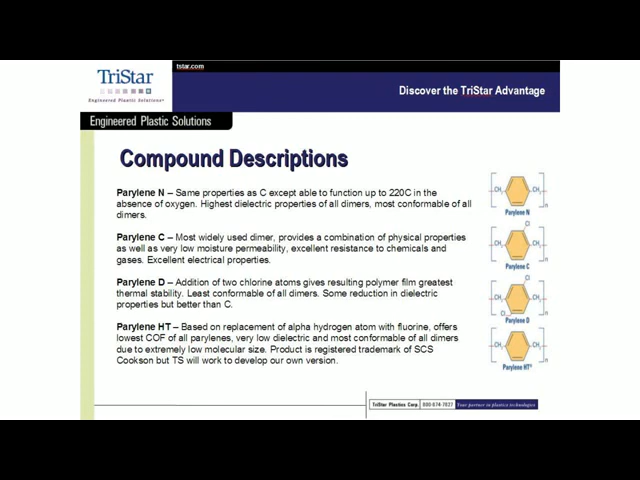 tstar.com
TriStar
Engineered Plastic Solutions
Discover the TriStar Advantage
Engineered Plastic Solutions
Compound Descriptions
Parylene N – Same properties as C except able to function up to 220C in the
absence of oxygen. Highest dielectric properties of all dimers, most conformable of all
dimers.
Parylene C – Most widely used dimer, provides a combination of physical properties
as well as very low moisture permeability, excellent resistance to chemicals and
gases. Excellent electrical properties.
Parylene D – Addition of two chlorine atoms gives resulting polymer film greatest
thermal stability. Least conformable of all dimers. Some reduction in dielectric
properties but better than C.
Parylene HT – Based on replacement of alpha hydrogen atom with fluorine, offers
lowest COF of all parylenes, very low dielectric and most conformable of all dimers
due to extremely low molecular size. Product is registered trademark of SCS
Cookson but TS will work to develop our own version.
Parylene N
Cl
Parylene C
Cl
Cl
Parylene D
Parylene HT®
TriStar Plastics Corp. 800-874-7827 Your partner in plastics technologies